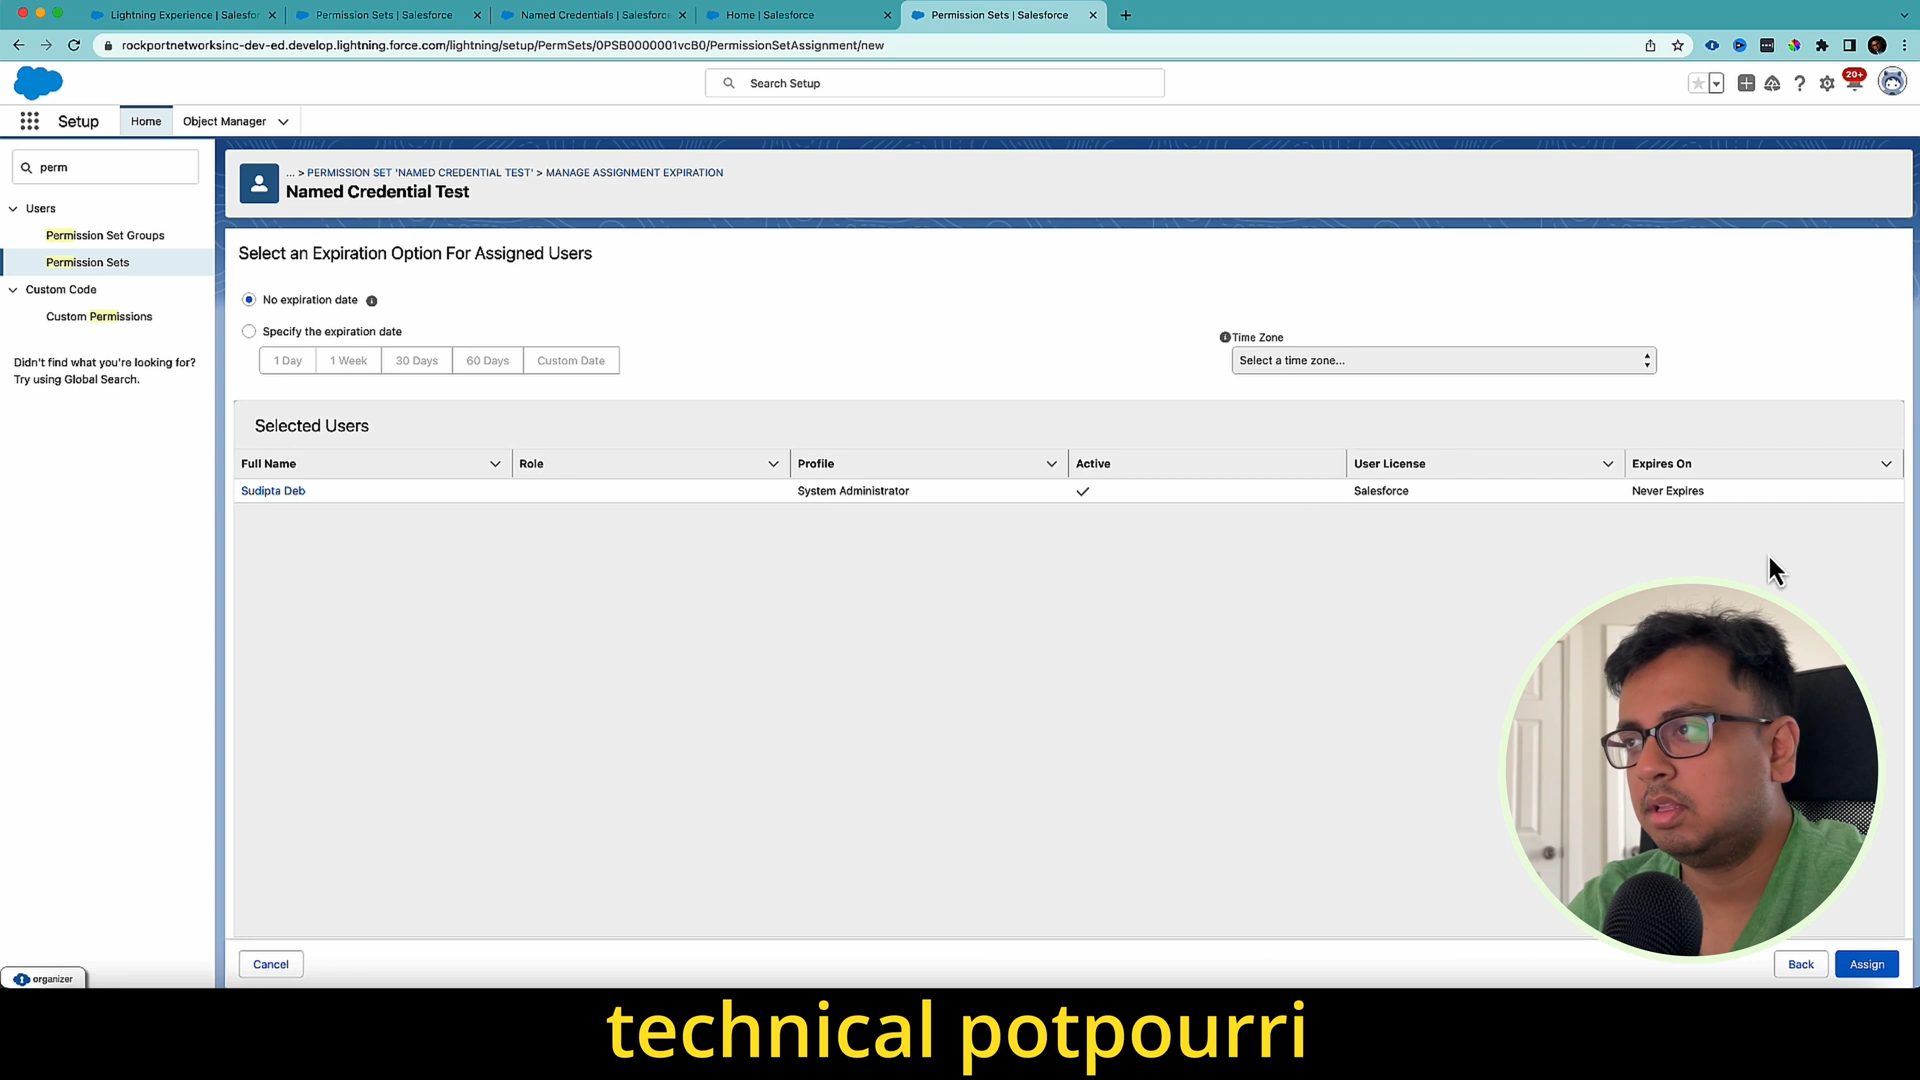 Lightning Experience | Salesfor
Permission Sets | Salesforce
Named Credentials | Salesforce
Home | Salesforce
Permission Sets | Salesforce
rockportnetworksinc-dev-ed.develop.lightning.force.com/lightning/setup/PermSets/0PSB0000001vcB0/PermissionSetAssignment/new
Search Setup
20+
Setup
Home
Object Manager
perm
Users
Permission Set Groups
Permission Sets
Custom Code
Custom Permissions
Didn't find what you're looking for?
Try using Global Search.
... > PERMISSION SET 'NAMED CREDENTIAL TEST' > MANAGE ASSIGNMENT EXPIRATION
Named Credential Test
Select an Expiration Option For Assigned Users
No expiration date
Specify the expiration date
1 Day 1 Week 30 Days 60 Days Custom Date
Time Zone
Select a time zone...
Selected Users
Full Name Role Profile Active User License Expires On
Sudipta Deb System Administrator Salesforce Never Expires
Cancel
Back
Assign
organizer
technical potpourri